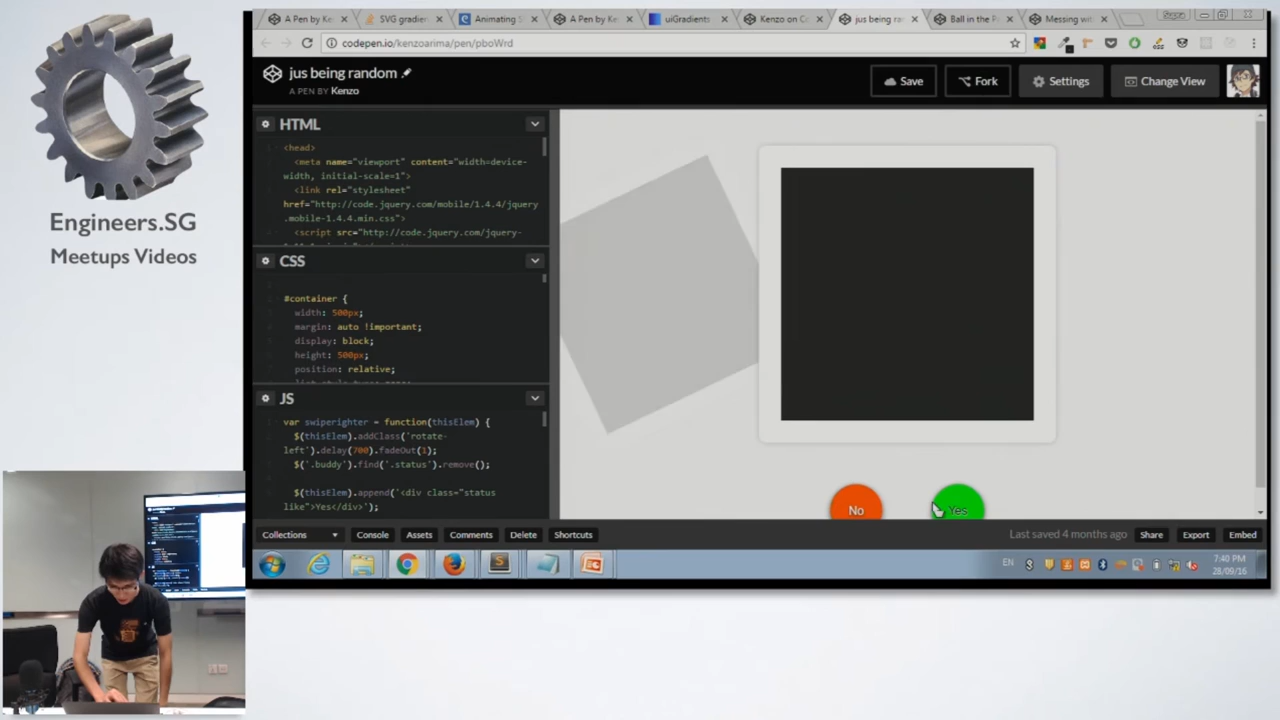 A Pen by Ke
SVG gradien
Animating S
A Pen by Ke
uiGradients
Kenzo on Co
jus being ra
Ball in the P
Messing wit
codepen.io/kenzoarima/pen/pboWrd
jus being random
A PEN BY Kenzo
Save
Fork
Settings
Change View
Engineers.SG
Meetups Videos
HTML
<head>
<meta name="viewport" content="width=device-
width, initial-scale=1">
<link rel="stylesheet"
href="http://code.jquery.com/mobile/1.4.4/jquery
.mobile-1.4.4.min.css">
<script src="http://code.jquery.com/jquery-
CSS
#container {
width: 500px;
margin: auto !important;
display: block;
height: 500px;
position: relative;
JS
var swiperighter = function(thisElem) {
$(thisElem).addClass('rotate-
left').delay(700).fadeOut(1);
$('.buddy').find('.status').remove();
$(thisElem).append('<div class="status
like">Yes</div>');
No
Yes
Collections
Console
Assets
Comments
Delete
Shortcuts
Last saved 4 months ago
Share
Export
Embed
EN
7:40 PM
28/09/16